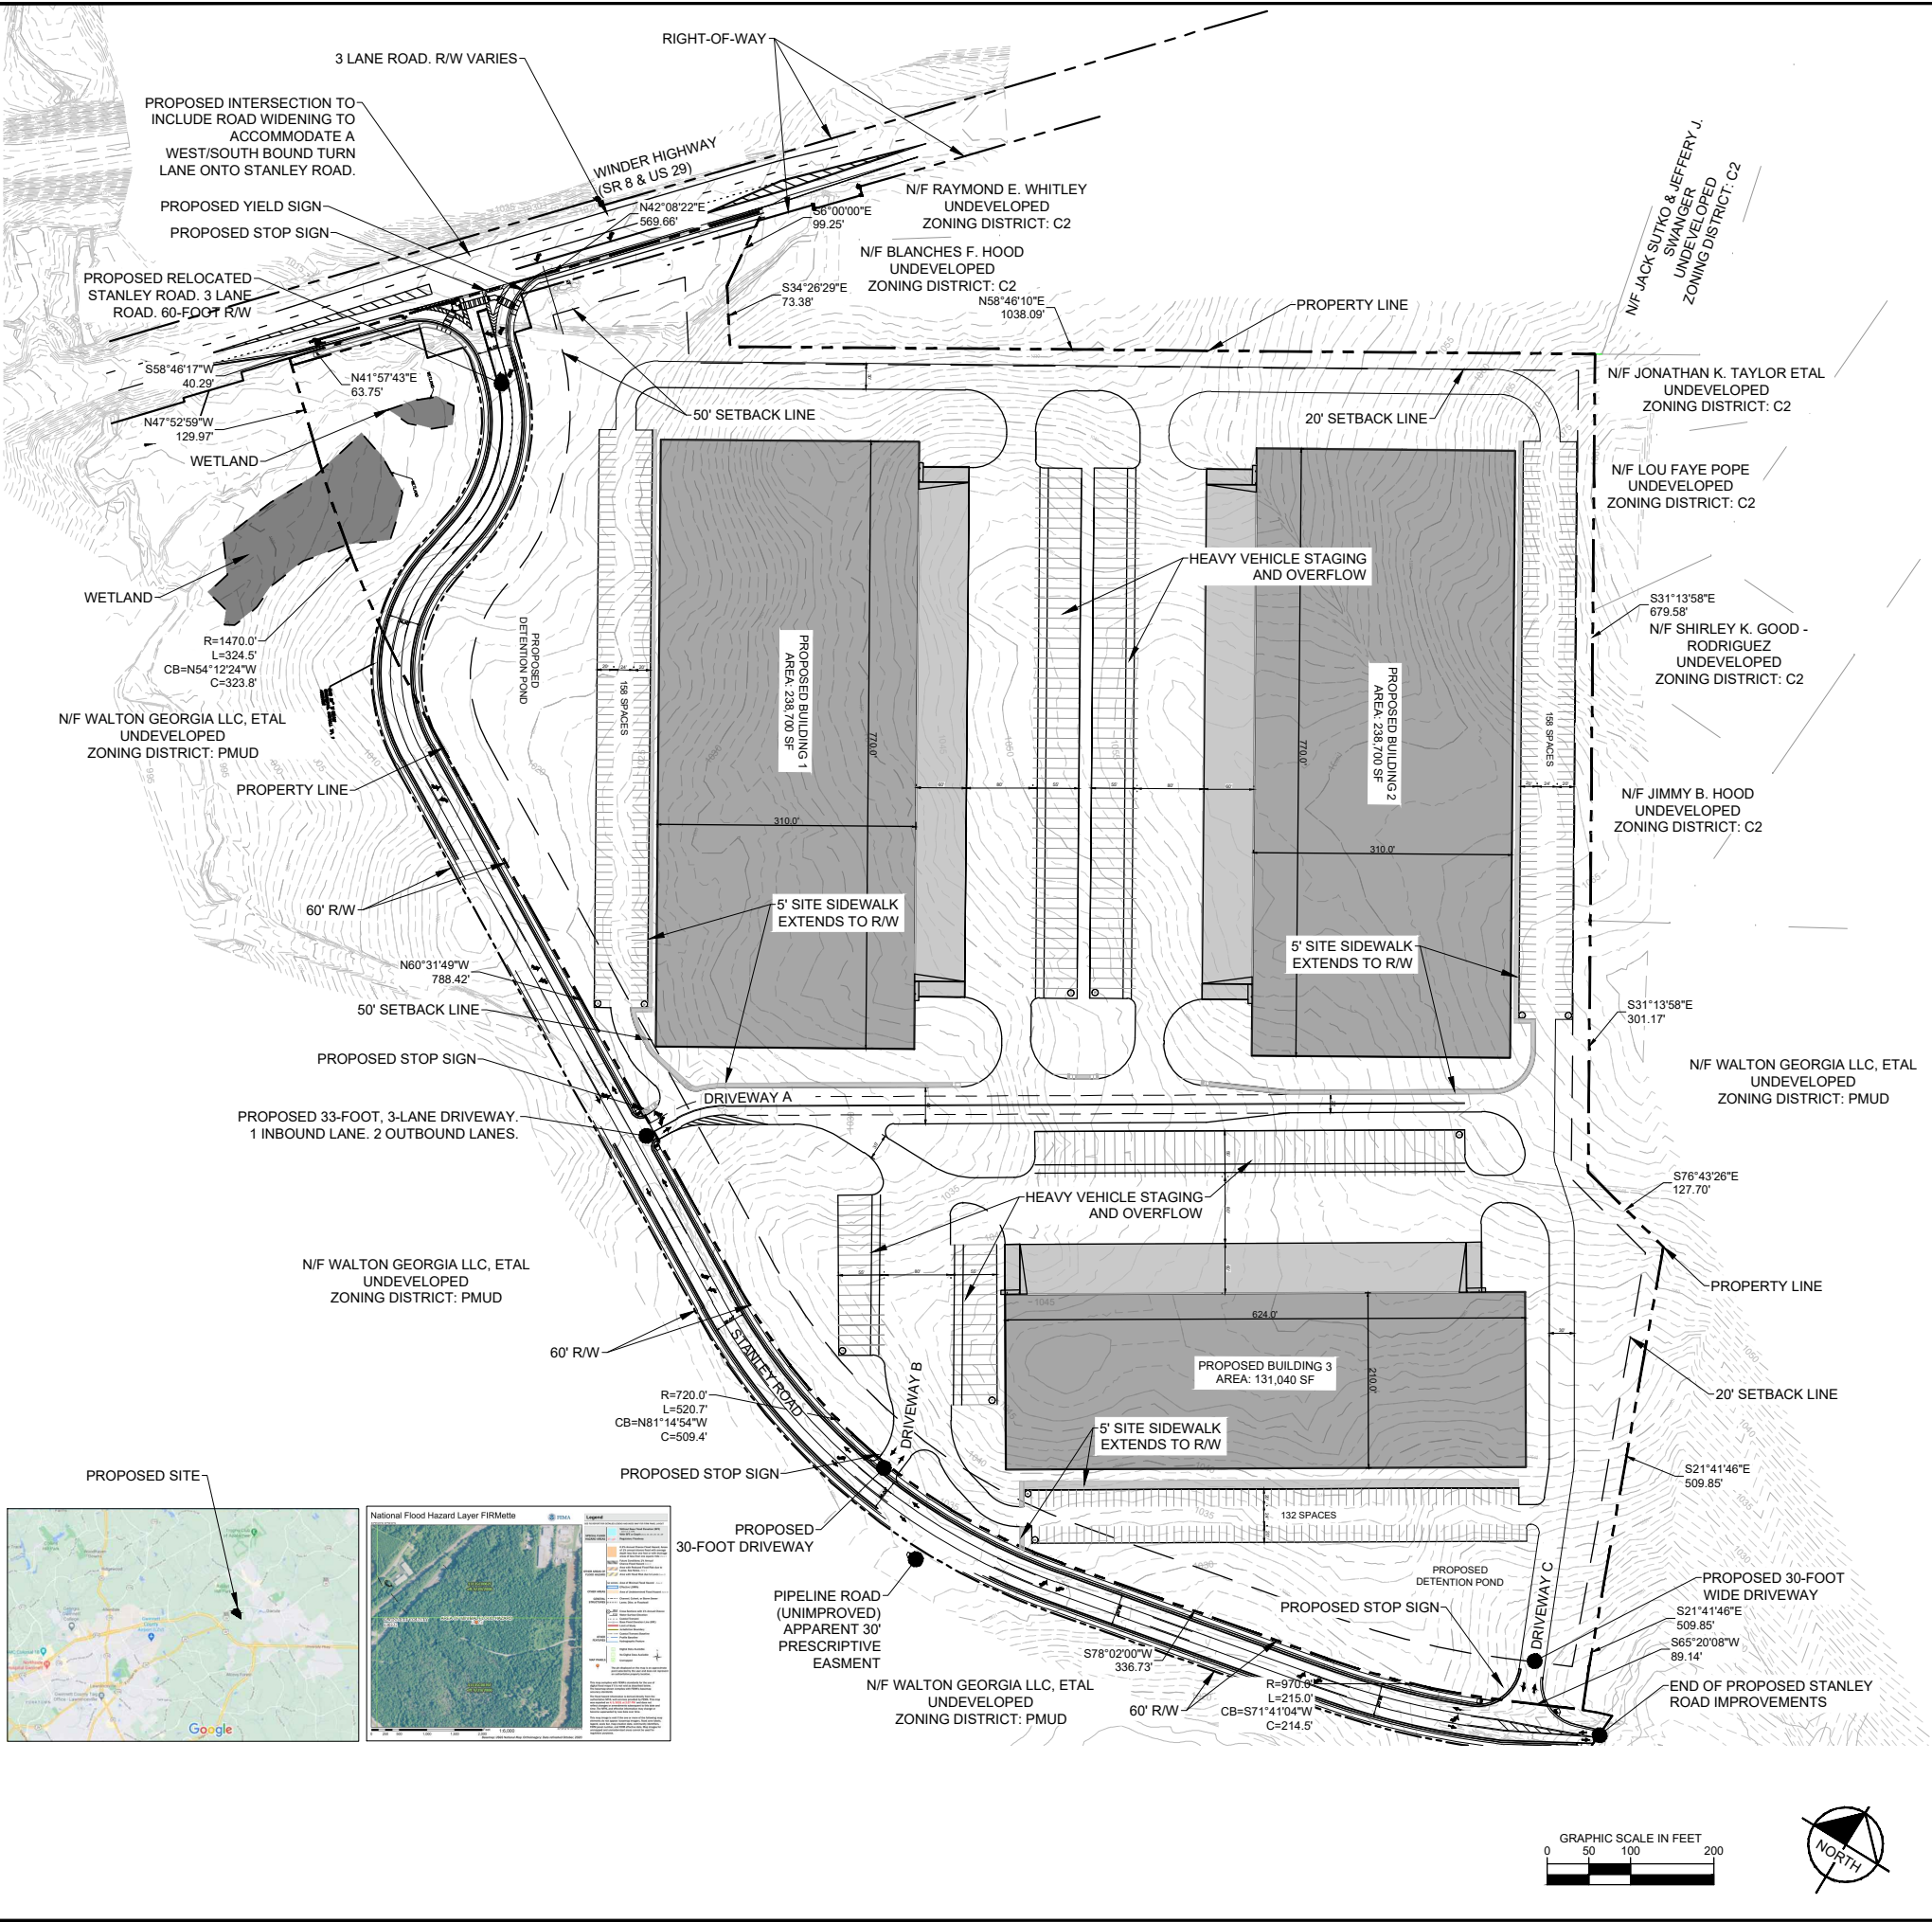 RIGHT-OF-WAY
3 LANE ROAD. R/W VARIES
PROPOSED INTERSECTION TO
INCLUDE ROAD WIDENING TO
ACCOMMODATE A
WEST/SOUTH BOUND TURN
LANE ONTO STANLEY ROAD.
WINDER HIGHWAY
(SR 8 & US 29)
PROPOSED YIELD SIGN
PROPOSED STOP SIGN
N42°08'22"E
569.66'
S6°00'00"E
99.25'
N/F RAYMOND E. WHITLEY
UNDEVELOPED
ZONING DISTRICT: C2
N/F BLANCHES F. HOOD
UNDEVELOPED
ZONING DISTRICT: C2
N/F JACK SUTKO & JEFFERY J.
SWANGER
UNDEVELOPED
ZONING DISTRICT: C2
PROPOSED RELOCATED
STANLEY ROAD. 3 LANE
ROAD. 60-FOOT R/W
S34°26'29"E
73.38'
N58°46'10"E
1038.09'
PROPERTY LINE
S58°46'17"W
40.29'
N41°57'43"E
63.75'
N47°52'59"W
129.97'
WETLAND
50' SETBACK LINE
20' SETBACK LINE
N/F JONATHAN K. TAYLOR ETAL
UNDEVELOPED
ZONING DISTRICT: C2
N/F LOU FAYE POPE
UNDEVELOPED
ZONING DISTRICT: C2
HEAVY VEHICLE STAGING
AND OVERFLOW
WETLAND
R=1470.0'
L=324.5'
CB=N54°12'24"W
C=323.8'
PROPOSED
DETENTION POND
158 SPACES
PROPOSED BUILDING 1
AREA: 238,700 SF
770.0'
310.0'
PROPOSED BUILDING 2
AREA: 238,700 SF
770.0'
310.0'
158 SPACES
S31°13'58"E
679.58'
N/F SHIRLEY K. GOOD -
RODRIGUEZ
UNDEVELOPED
ZONING DISTRICT: C2
N/F WALTON GEORGIA LLC, ETAL
UNDEVELOPED
ZONING DISTRICT: PMUD
PROPERTY LINE
N/F JIMMY B. HOOD
UNDEVELOPED
ZONING DISTRICT: C2
60' R/W
5' SITE SIDEWALK
EXTENDS TO R/W
5' SITE SIDEWALK
EXTENDS TO R/W
N60°31'49"W
788.42'
50' SETBACK LINE
S31°13'58"E
301.17'
PROPOSED STOP SIGN
N/F WALTON GEORGIA LLC, ETAL
UNDEVELOPED
ZONING DISTRICT: PMUD
DRIVEWAY A
PROPOSED 33-FOOT, 3-LANE DRIVEWAY.
1 INBOUND LANE. 2 OUTBOUND LANES.
S76°43'26"E
127.70'
HEAVY VEHICLE STAGING
AND OVERFLOW
N/F WALTON GEORGIA LLC, ETAL
UNDEVELOPED
ZONING DISTRICT: PMUD
PROPERTY LINE
60' R/W
STANLEY ROAD
624.0'
PROPOSED BUILDING 3
AREA: 131,040 SF
210.0'
20' SETBACK LINE
R=720.0'
L=520.7'
CB=N81°14'54"W
C=509.4'
DRIVEWAY B
5' SITE SIDEWALK
EXTENDS TO R/W
PROPOSED STOP SIGN
S21°41'46"E
509.85'
PROPOSED SITE
132 SPACES
PROPOSED
30-FOOT DRIVEWAY
PROPOSED
DETENTION POND
DRIVEWAY C
PROPOSED 30-FOOT
WIDE DRIVEWAY
PIPELINE ROAD
(UNIMPROVED)
APPARENT 30'
PRESCRIPTIVE
EASMENT
PROPOSED STOP SIGN
S21°41'46"E
509.85'
S65°20'08"W
89.14'
S78°02'00"W
336.73'
N/F WALTON GEORGIA LLC, ETAL
UNDEVELOPED
ZONING DISTRICT: PMUD
60' R/W
R=970.0'
L=215.0'
CB=S71°41'04"W
C=214.5'
END OF PROPOSED STANLEY
ROAD IMPROVEMENTS
National Flood Hazard Layer FIRMette
FEMA
Legend
Google
GRAPHIC SCALE IN FEET
0 50 100 200
NORTH